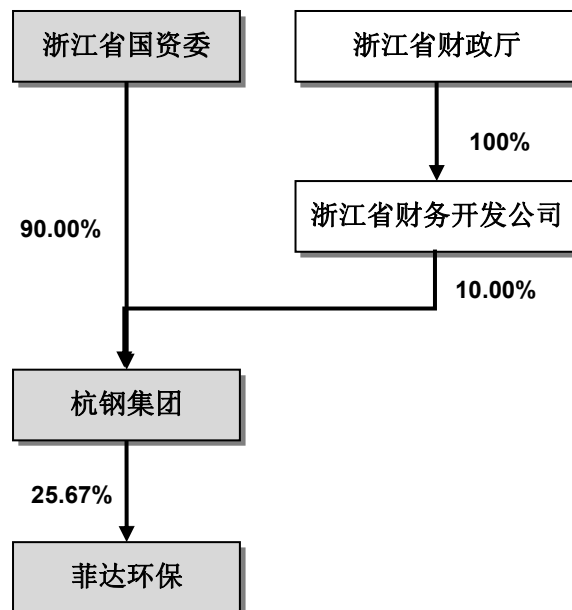 浙江省国资委
浙江省财政厅
100%
浙江省财务开发公司
90.00%
10.00%
杭钢集团
25.67%
菲达环保